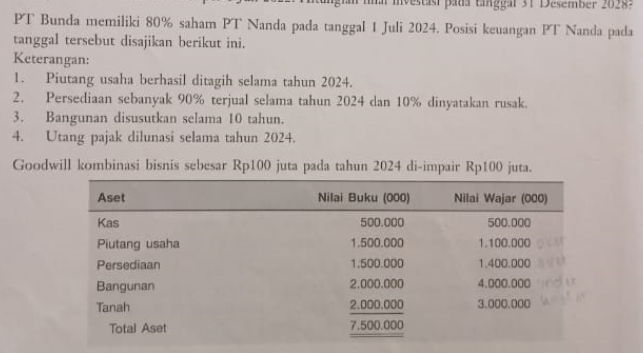 pada tanggal 31 Desember 2028?
PT Bunda memiliki 80% saham PT Nanda pada tanggal 1 Juli 2024. Posisi keuangan PT Nanda pada
tanggal tersebut disajikan berikut ini.
Keterangan:
1. Piutang usaha berhasil ditagih selama tahun 2024.
2. Persediaan sebanyak 90% terjual selama tahun 2024 dan 10% dinyatakan rusak.
3. Bangunan disusutkan selama 10 tahun.
4. Utang pajak dilunasi selama tahun 2024.
Goodwill kombinasi bisnis sebesar Rp100 juta pada tahun 2024 di-impair Rp100 juta.
Aset Nilai Buku (000) Nilai Wajar (000)
Kas 500.000 500.000
Piutang usaha 1.500.000 1.100.000
Persediaan 1.500.000 1.400.000
Bangunan 2.000.000 4.000.000
Tanah 2.000.000 3.000.000
Total Aset 7.500.000